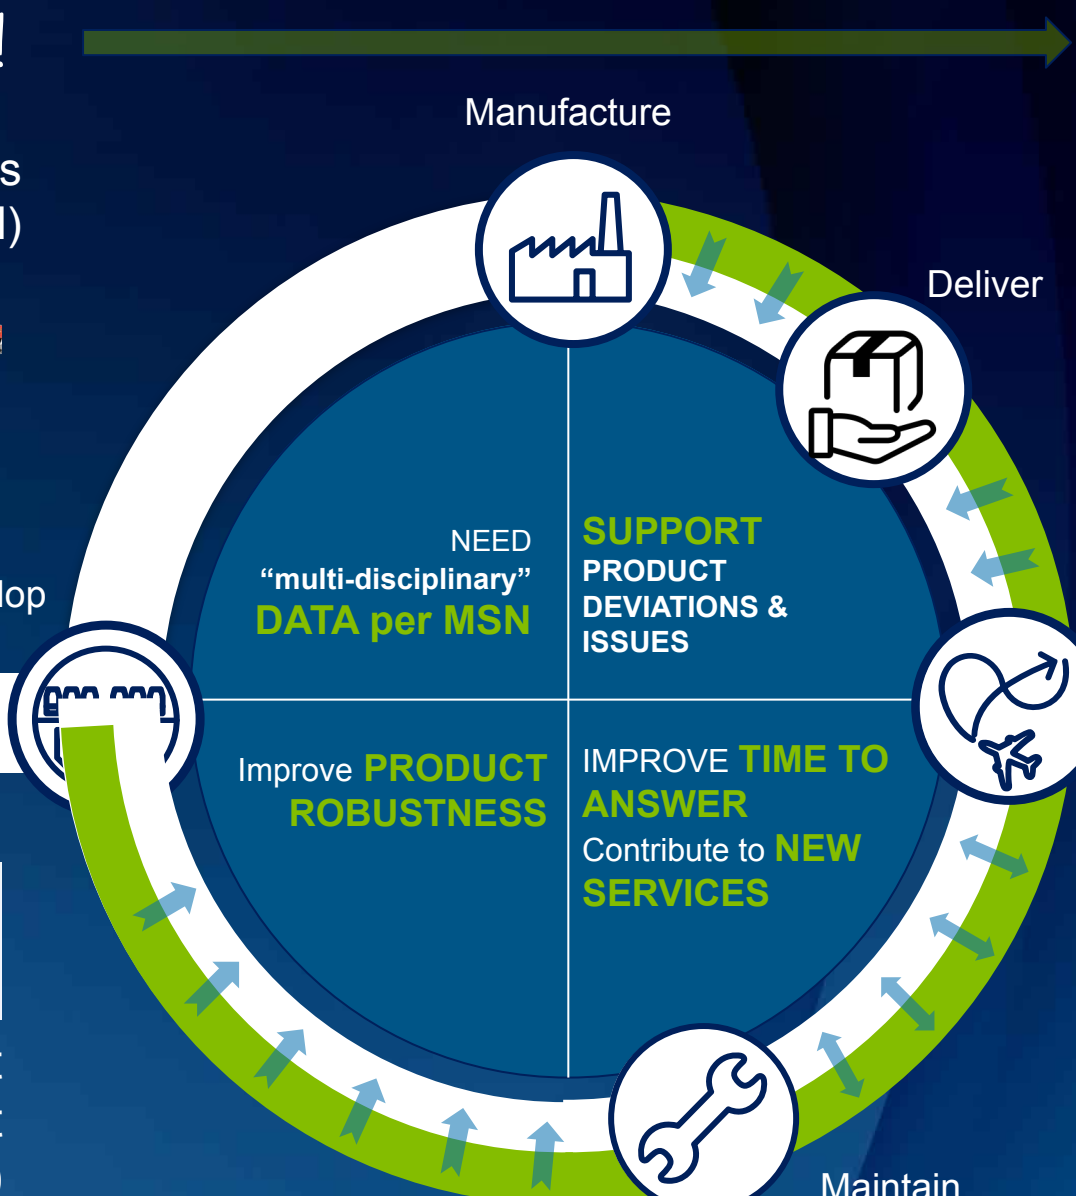 !
s
)
Manufacture
Deliver
lop
NEED
“multi-disciplinary”
DATA per MSN
SUPPORT
PRODUCT
DEVIATIONS &
ISSUES
Improve PRODUCT
ROBUSTNESS
IMPROVE TIME TO
ANSWER
Contribute to NEW
SERVICES
Maintain